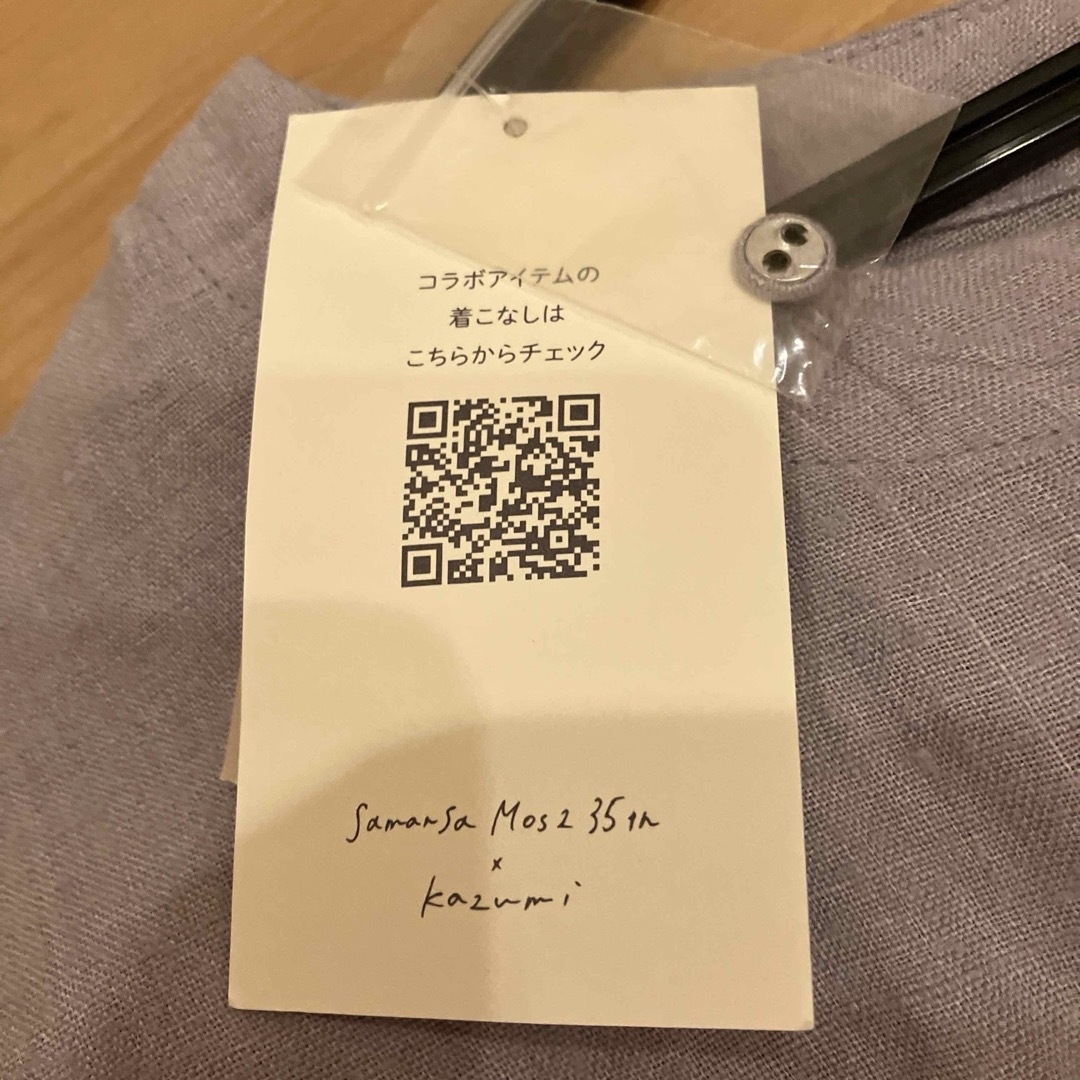 コラボアイテムの
着こなしは
こちらからチェック
Samansa Mos2 35th
×
kazumi